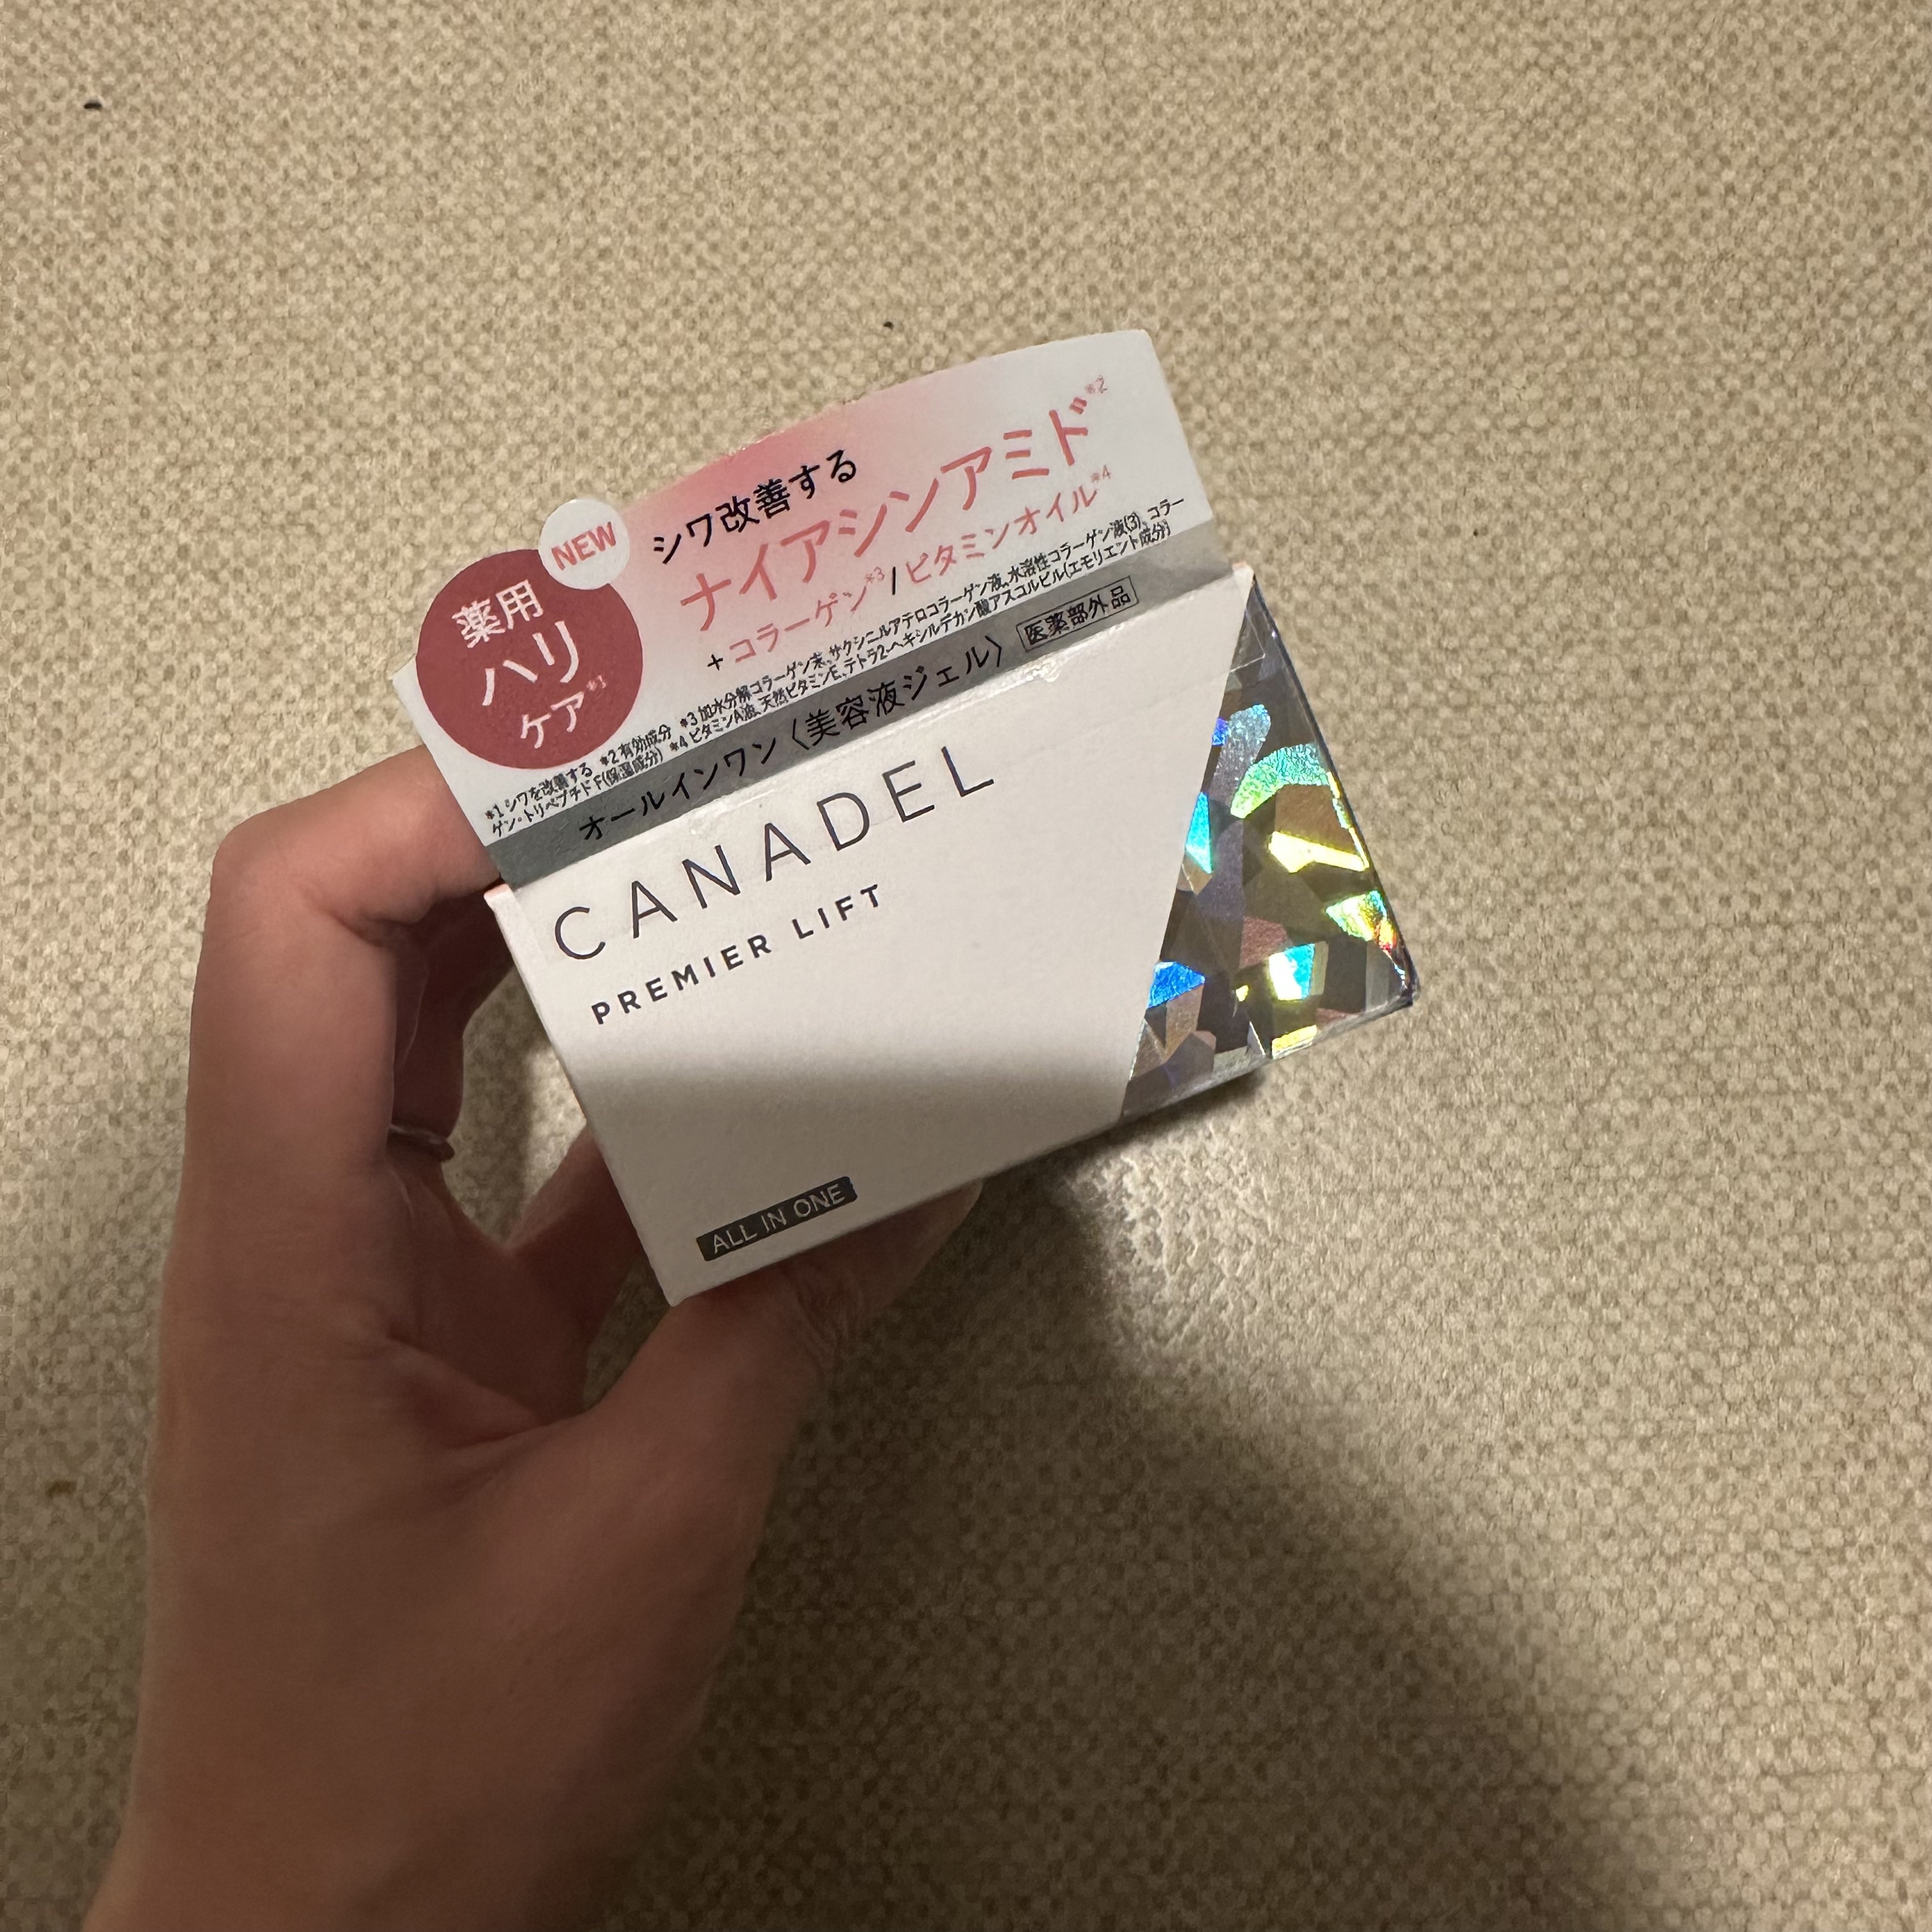 NEW
薬用
ハリ
ケア*1
シワ改善する
ナイアシンアミド*2
+コラーゲン*3/ビタミンオイル*4
*1 シワを改善する *2 有効成分 *3 加水分解コラーゲン末、サクシニルアテロコラーゲン液、水溶性コラーゲン液(3)、コラー
ゲン・トリペプチド F(保湿成分) *4 ビタミンA油、天然ビタミンE、テトラ2-ヘキシルデカン酸アスコルビル(エモリエント成分)
オールインワン〈美容液ジェル〉 医薬部外品
CANADEL
PREMIER LIFT
ALL IN ONE